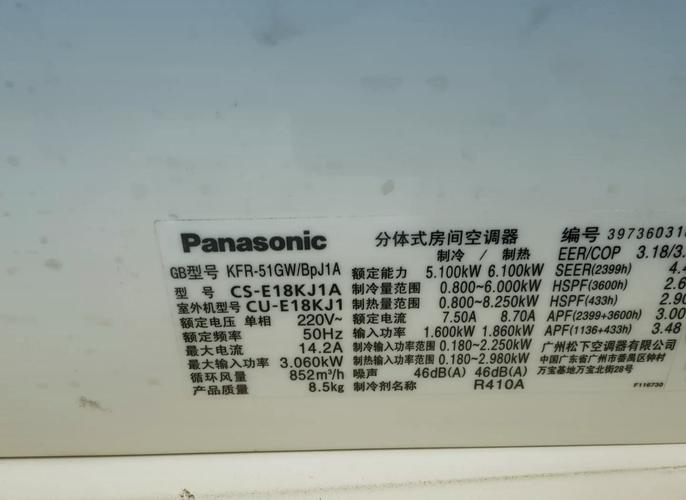 Panasonic 分体式房间空调器 编号 39736031
GB型号 KFR-51GW/BpJ1A 制冷 / 制热 EER/COP 3.18/3.
型号 CS-E18KJ1A 额定能力 5.100kW 6.100kW SEER(2399h) 4.4
室外机型号 CU-E18KJ1 制冷量范围 0.800~6.000kW HSPF(3600h) 2.6
额定电压 单相 220V~ 制热量范围 0.800~8.250kW HSPF(433h) 2.90
额定频率 50Hz 额定电流 7.50A 8.70A APF(2399+3600h) 3.00
最大电流 14.2A 输入功率 1.600kW 1.860kW APF(1136+433h) 3.48
最大输入功率 3.060kW 制冷输入功率范围 0.180~2.250kW 广州松下空调器有限公司
循环风量 852m³/h 制热输入功率范围 0.180~2.980kW 中国广东省广州市番禺区钟村
产品质量 8.5kg 噪声 46dB(A) 46dB(A) 万宝基地万宝北街28号
制冷剂名称 R410A F116730